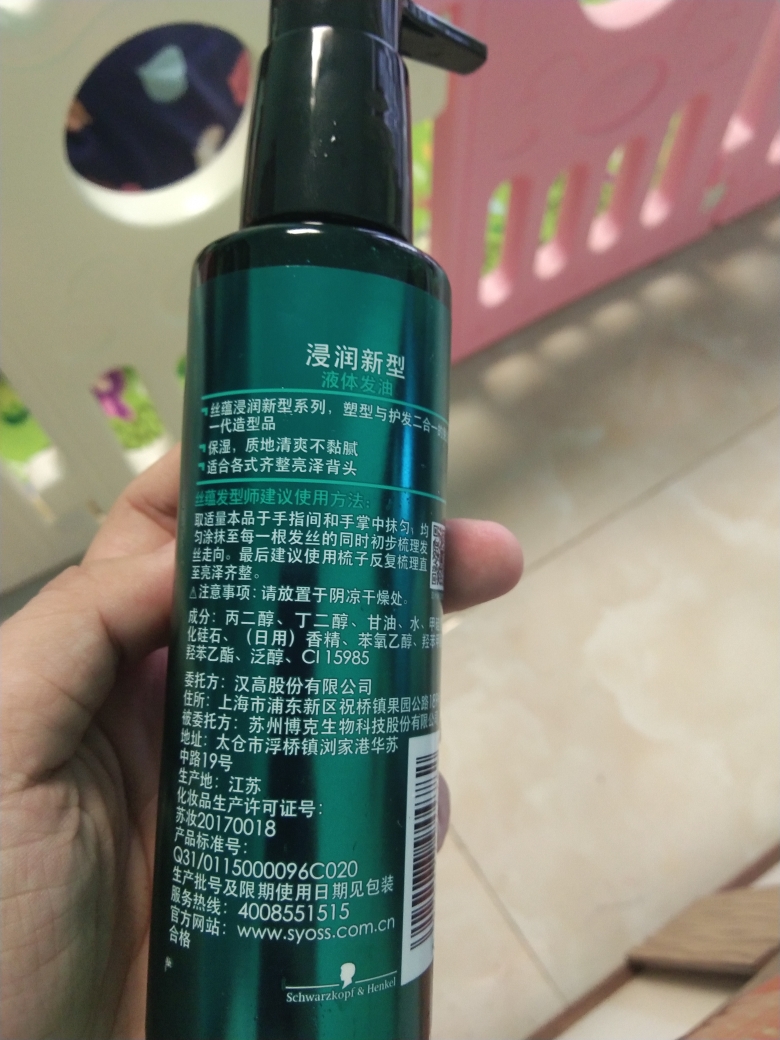 浸润新型
液体发油
丝蕴浸润新型系列，塑型与护发二合一的
一代造型品
保湿，质地清爽不黏腻
适合各式齐整亮泽背头
丝蕴发型师建议使用方法：
取适量本品于手指间和手掌中抹匀，均
匀涂抹至每一根发丝的同时初步梳理发
丝走向。最后建议使用梳子反复梳理直
至亮泽齐整。
⚠注意事项：请放置于阴凉干燥处。
成分：丙二醇、丁二醇、甘油、水、
化硅石、（日用）香精、苯氧乙醇、羟苯
羟苯乙酯、泛醇、CI 15985
委托方：汉高股份有限公司
住所：上海市浦东新区祝桥镇果园公路
被委托方：苏州博克生物科技股份有限公
地址：太仓市浮桥镇浏家港华苏
中路19号
生产地：江苏
化妆品生产许可证号：
苏妆20170018
产品标准号：
Q31/0115000096C020
生产批号及限期使用日期见包装
服务热线：4008551515
官方网站：www.syoss.com.cn
合格
Schwarzkopf & Henkel